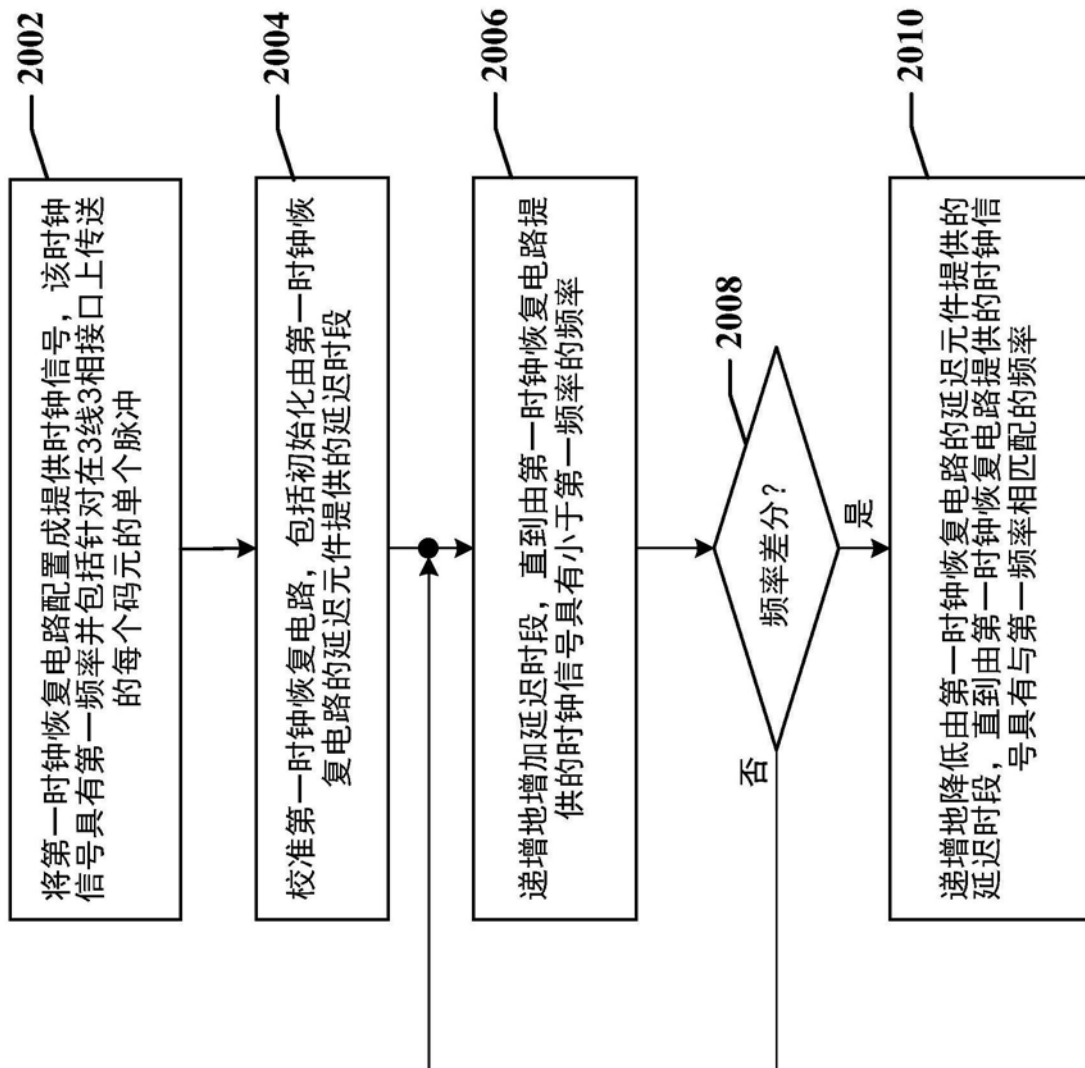 2002
将第一时钟恢复电路配置成提供时钟信号，该时钟
信号具有第一频率并包括针对在3线3相接口上传送
的每个码元的单个脉冲
2004
校准第一时钟恢复电路，包括初始化由第一时钟恢
复电路的延迟元件提供的延迟时段
2006
递增地增加延迟时段，直到由第一时钟恢复电路提
供的时钟信号具有小于第一频率的频率
2008
频率差分？
否
是
2010
递增地降低由第一时钟恢复电路的延迟元件提供的
延迟时段，直到由第一时钟恢复电路提供的时钟信
号具有与第一频率相匹配的频率